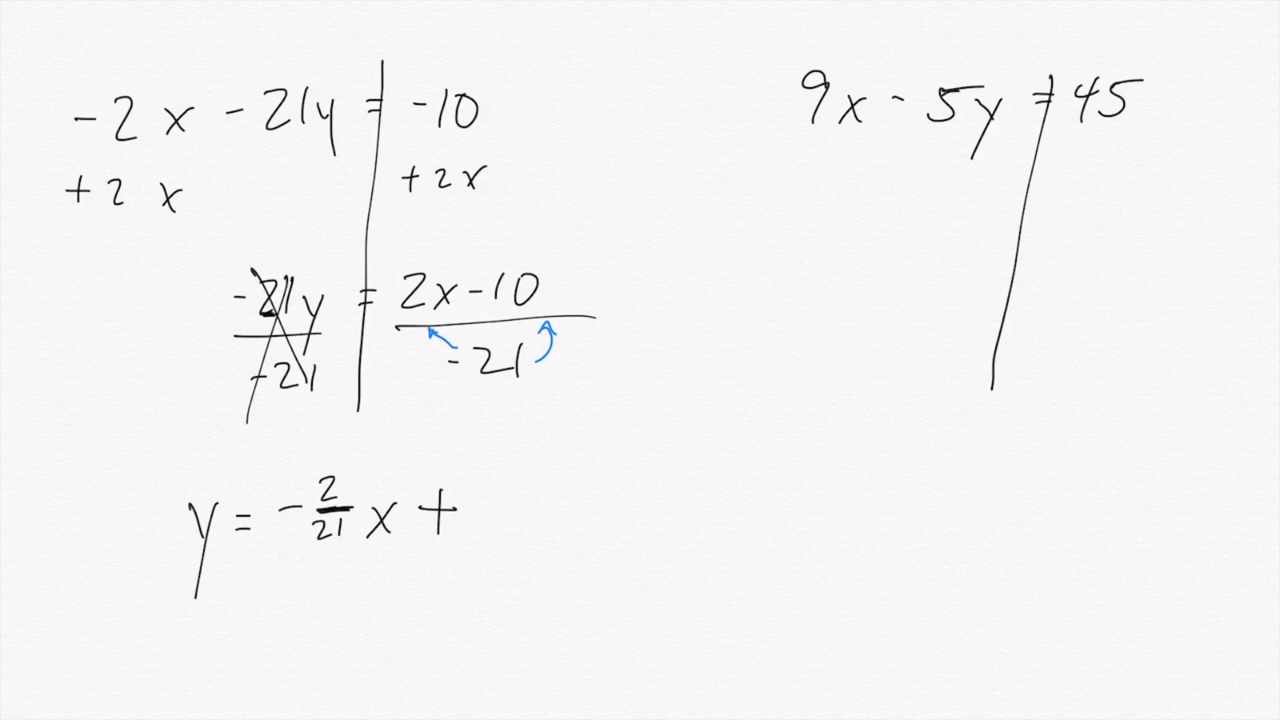 -2x - 21y = -10
+2x +2x
-21y = 2x-10
-21 -21
y = - 2/21 x +
9x - 5y = 45